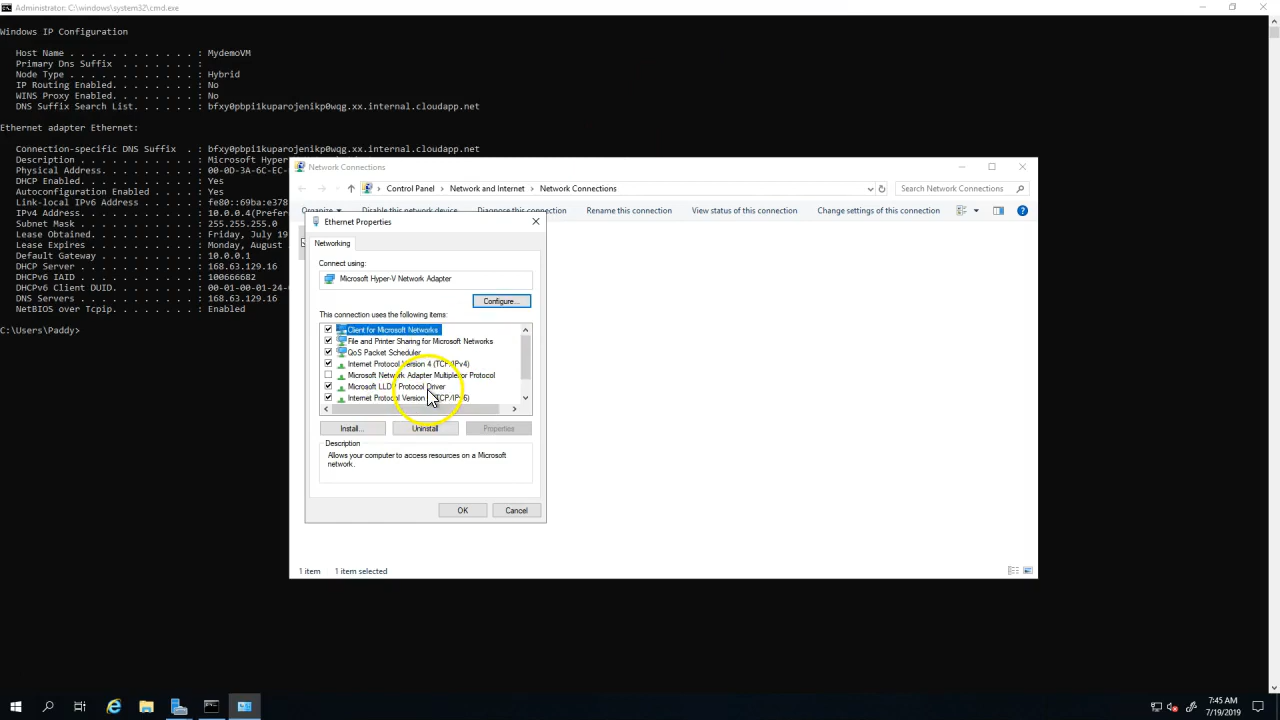 Administrator: C:\windows\system32\cmd.exe
Windows IP Configuration
Host Name . . . . . . . . . . . . : MydemoVM
Primary Dns Suffix . . . . . . . :
Node Type . . . . . . . . . . . . : Hybrid
IP Routing Enabled. . . . . . . . : No
WINS Proxy Enabled. . . . . . . . : No
DNS Suffix Search List. . . . . . : bfxy0pbpi1kuparojenikp0wqg.xx.internal.cloudapp.net
Ethernet adapter Ethernet:
Connection-specific DNS Suffix . : bfxy0pbpi1kuparojenikp0wqg.xx.internal.cloudapp.net
Description . . . . . . . . . . . : Microsoft Hyper-
Physical Address. . . . . . . . . : 00-0D-3A-6C-EC-
DHCP Enabled. . . . . . . . . . . : Yes
Autoconfiguration Enabled . . . . : Yes
Link-local IPv6 Address . . . . . : fe80::69ba:e378
IPv4 Address. . . . . . . . . . . : 10.0.0.4(Prefer
Subnet Mask . . . . . . . . . . . : 255.255.255.0
Lease Obtained. . . . . . . . . . : Friday, July 19
Lease Expires . . . . . . . . . . : Monday, August
Default Gateway . . . . . . . . . : 10.0.0.1
DHCP Server . . . . . . . . . . . : 168.63.129.16
DHCPv6 IAID . . . . . . . . . . . : 100666682
DHCPv6 Client DUID. . . . . . . . : 00-01-00-01-24-
DNS Servers . . . . . . . . . . . : 168.63.129.16
NetBIOS over Tcpip. . . . . . . . : Enabled
C:\Users\Paddy>
Network Connections
Control Panel > Network and Internet > Network Connections
Search Network Connections
Organize Disable this network device Diagnose this connection Rename this connection View status of this connection Change settings of this connection
Ethernet Properties
Networking
Connect using:
Microsoft Hyper-V Network Adapter
Configure...
This connection uses the following items:
Client for Microsoft Networks
File and Printer Sharing for Microsoft Networks
QoS Packet Scheduler
Internet Protocol Version 4 (TCP/IPv4)
Microsoft Network Adapter Multiplexor Protocol
Microsoft LLDP Protocol Driver
Internet Protocol Version (TCP/IPv6)
Install... Uninstall Properties
Description
Allows your computer to access resources on a Microsoft
network.
OK Cancel
1 item 1 item selected
7:45 AM
7/19/2019